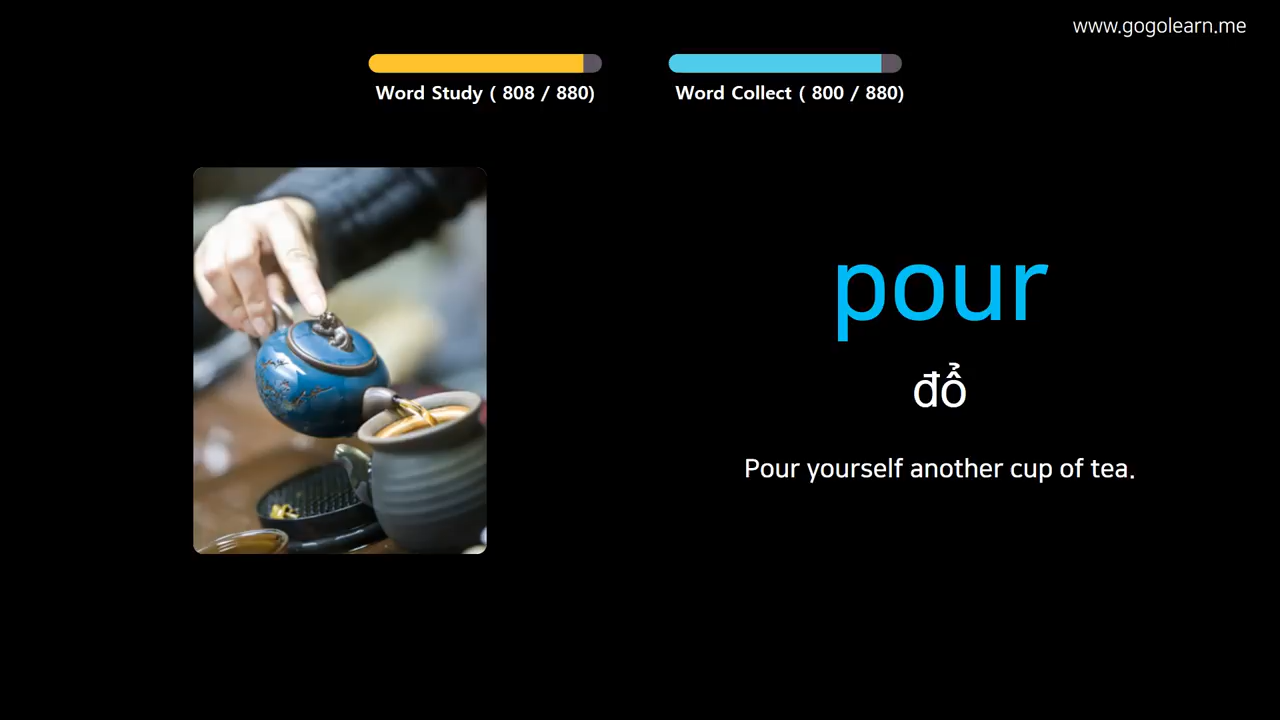 www.gogolearn.me
Word Study ( 808 / 880)
Word Collect ( 800 / 880)
pour
đổ
Pour yourself another cup of tea.